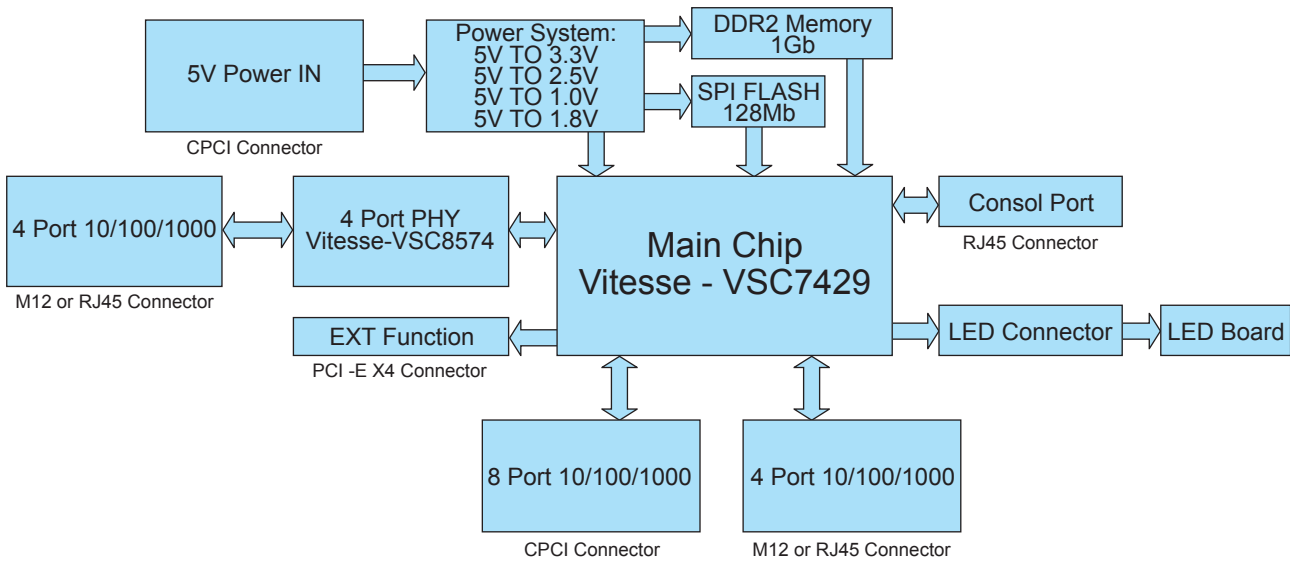 5V Power IN
CPCI Connector
Power System:
5V TO 3.3V
5V TO 2.5V
5V TO 1.0V
5V TO 1.8V
DDR2 Memory
1Gb
SPI FLASH
128Mb
4 Port 10/100/1000
M12 or RJ45 Connector
4 Port PHY
Vitesse-VSC8574
Main Chip
Vitesse - VSC7429
Consol Port
RJ45 Connector
EXT Function
PCI -E X4 Connector
LED Connector
LED Board
8 Port 10/100/1000
CPCI Connector
4 Port 10/100/1000
M12 or RJ45 Connector